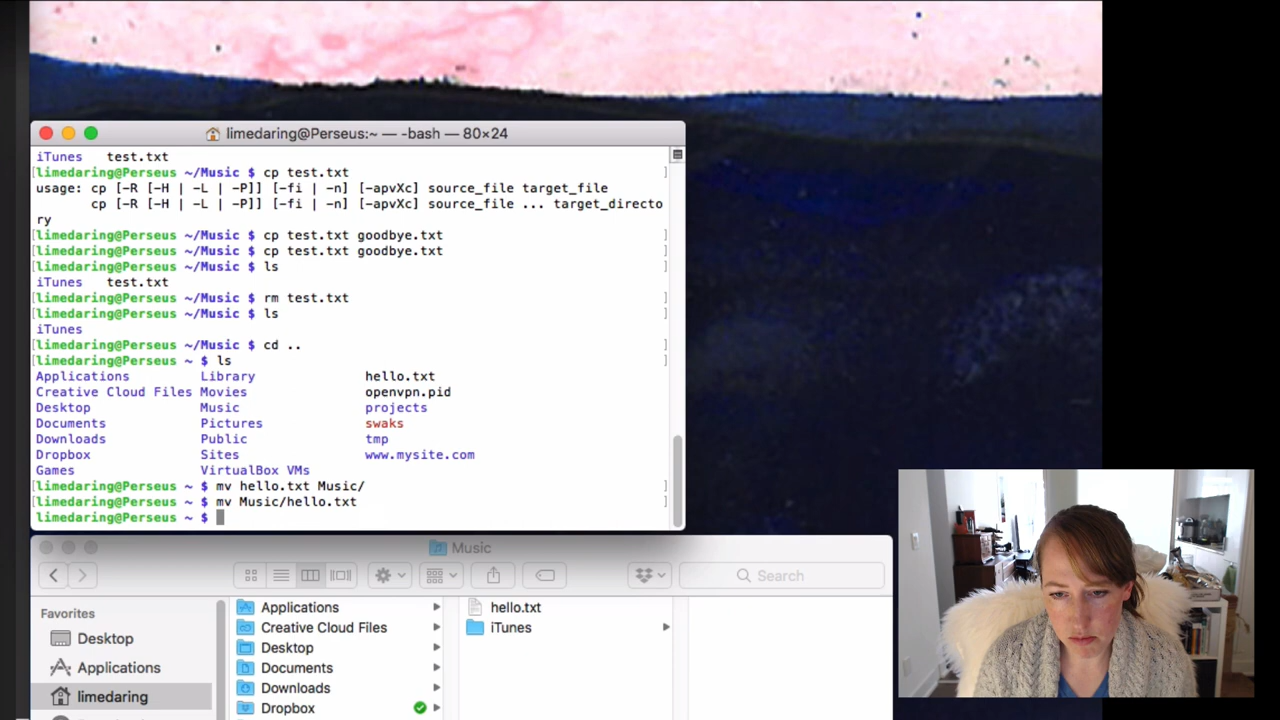 limedaring@Perseus:~ — -bash — 80×24
iTunes test.txt
[limedaring@Perseus ~/Music $ cp test.txt ]
usage: cp [-R [-H | -L | -P]] [-fi | -n] [-apvXc] source_file target_file
cp [-R [-H | -L | -P]] [-fi | -n] [-apvXc] source_file ... target_directo
ry
[limedaring@Perseus ~/Music $ cp test.txt goodbye.txt ]
[limedaring@Perseus ~/Music $ cp test.txt goodbye.txt ]
[limedaring@Perseus ~/Music $ ls ]
iTunes test.txt
[limedaring@Perseus ~/Music $ rm test.txt ]
[limedaring@Perseus ~/Music $ ls ]
iTunes
[limedaring@Perseus ~/Music $ cd .. ]
[limedaring@Perseus ~ $ ls ]
Applications Library hello.txt
Creative Cloud Files Movies openvpn.pid
Desktop Music projects
Documents Pictures swaks
Downloads Public tmp
Dropbox Sites www.mysite.com
Games VirtualBox VMs
[limedaring@Perseus ~ $ mv hello.txt Music/ ]
[limedaring@Perseus ~ $ mv Music/hello.txt ]
limedaring@Perseus ~ $
Music
Search
Favorites
Desktop
Applications
limedaring
Applications
Creative Cloud Files
Desktop
Documents
Downloads
Dropbox
hello.txt
iTunes